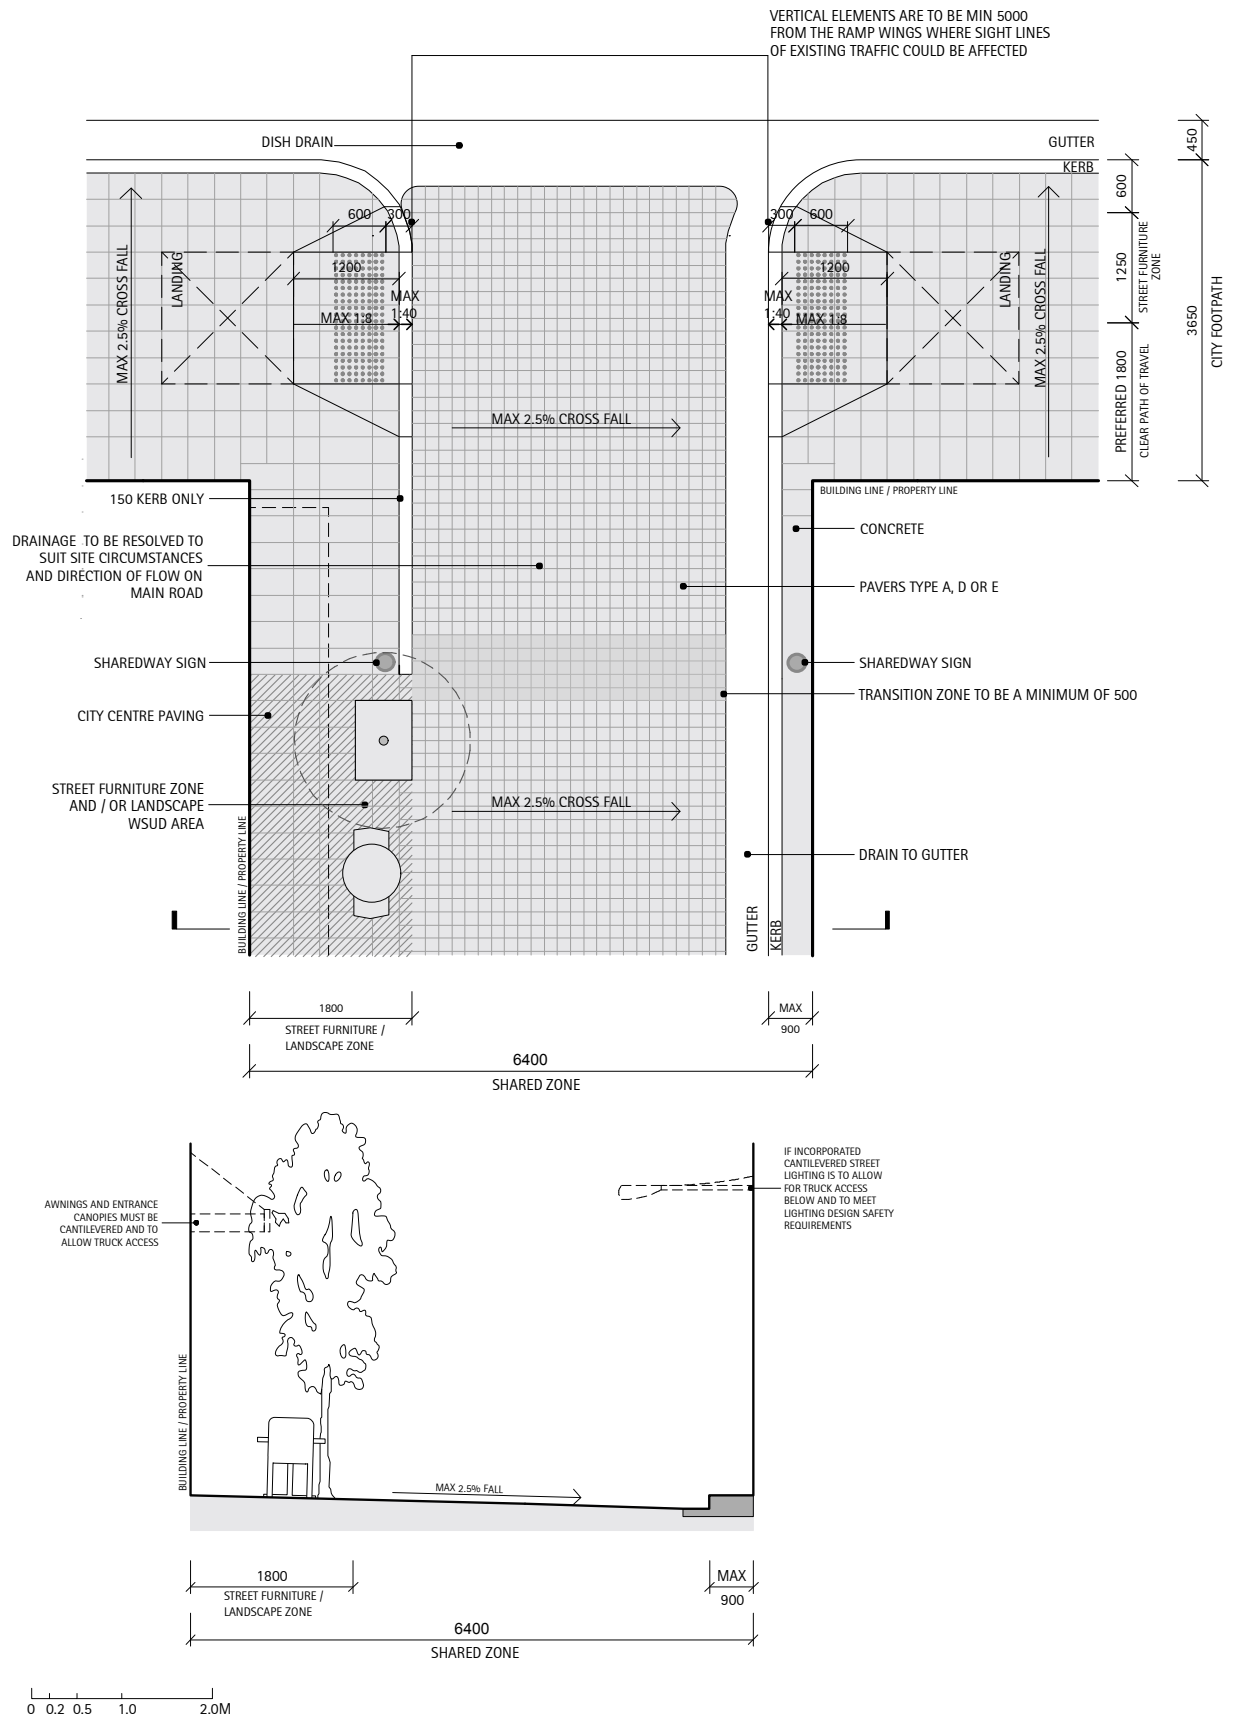 VERTICAL ELEMENTS ARE TO BE MIN 5000
FROM THE RAMP WINGS WHERE SIGHT LINES
OF EXISTING TRAFFIC COULD BE AFFECTED
DISH DRAIN
GUTTER
KERB
450
600
1250
STREET FURNITURE
ZONE
PREFERRED 1800
CLEAR PATH OF TRAVEL
3650
CITY FOOTPATH
MAX 2.5% CROSS FALL
LANDING
600
300
1200
MAX
1:40
MAX 1:8
300
600
1200
MAX
1:40
MAX 1:8
LANDING
MAX 2.5% CROSS FALL
MAX 2.5% CROSS FALL
BUILDING LINE / PROPERTY LINE
150 KERB ONLY
CONCRETE
DRAINAGE TO BE RESOLVED TO
SUIT SITE CIRCUMSTANCES
AND DIRECTION OF FLOW ON
MAIN ROAD
PAVERS TYPE A, D OR E
SHAREDWAY SIGN
SHAREDWAY SIGN
TRANSITION ZONE TO BE A MINIMUM OF 500
CITY CENTRE PAVING
STREET FURNITURE ZONE
AND / OR LANDSCAPE
WSUD AREA
MAX 2.5% CROSS FALL
DRAIN TO GUTTER
BUILDING LINE / PROPERTY LINE
GUTTER
KERB
1800
STREET FURNITURE /
LANDSCAPE ZONE
MAX
900
6400
SHARED ZONE
AWNINGS AND ENTRANCE
CANOPIES MUST BE
CANTILEVERED AND TO
ALLOW TRUCK ACCESS
IF INCORPORATED
CANTILEVERED STREET
LIGHTING IS TO ALLOW
FOR TRUCK ACCESS
BELOW AND TO MEET
LIGHTING DESIGN SAFETY
REQUIREMENTS
BUILDING LINE / PROPERTY LINE
MAX 2.5% FALL
1800
STREET FURNITURE /
LANDSCAPE ZONE
MAX
900
6400
SHARED ZONE
0 0.2 0.5 1.0 2.0M